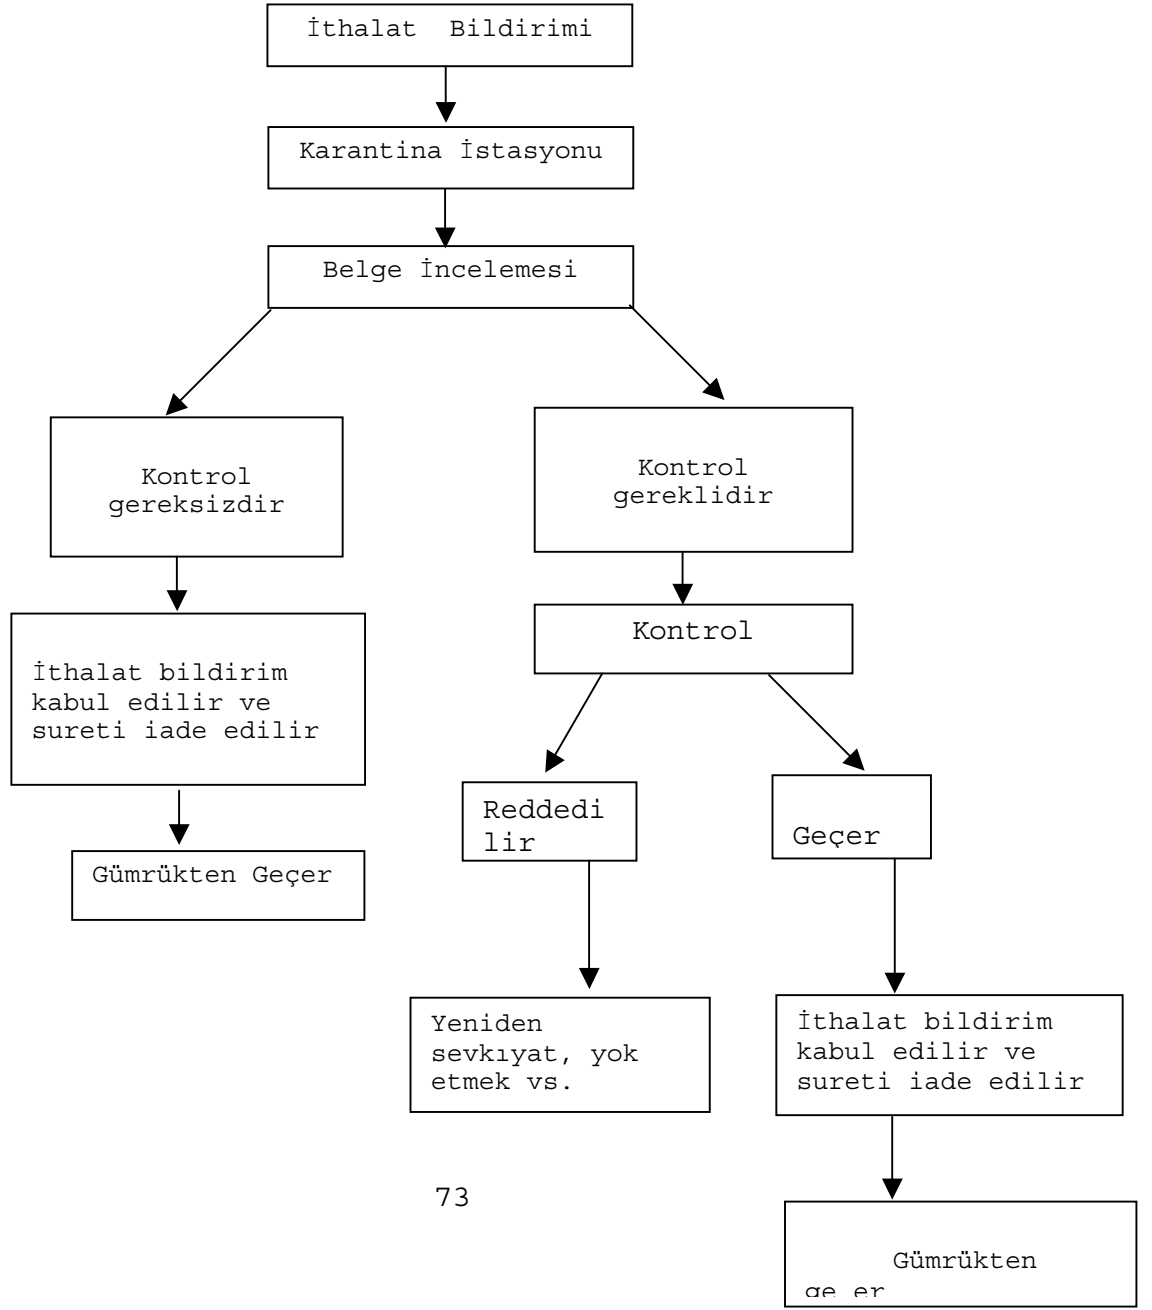 İthalat Bildirimi
Karantina İstasyonu
Belge İncelemesi
Kontrol
gereksizdir
Kontrol
gereklidir
İthalat bildirim
kabul edilir ve
sureti iade edilir
Kontrol
Reddedi
lir
Geçer
Gümrükten Geçer
Yeniden
sevkıyat, yok
etmek vs.
İthalat bildirim
kabul edilir ve
sureti iade edilir
73
Gümrükten